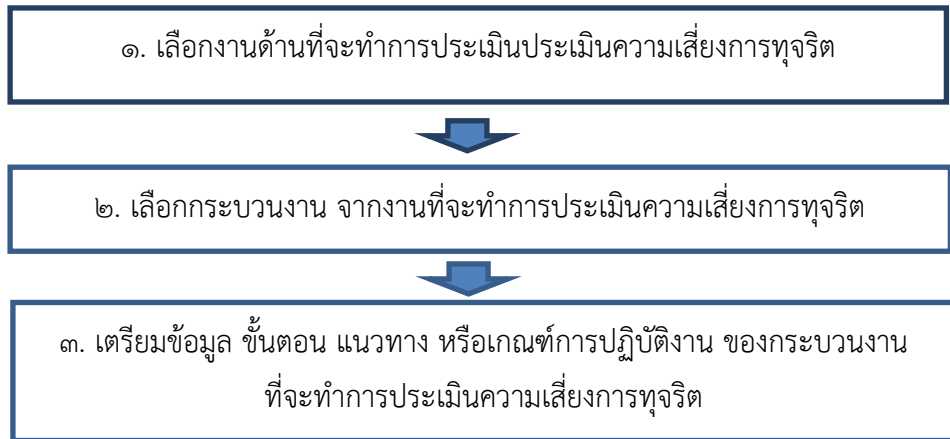 ๑. เลือกงานด้านที่จะทำการประเมินประเมินความเสี่ยงการทุจริต
๒. เลือกกระบวนงาน จากงานที่จะทำการประเมินความเสี่ยงการทุจริต
๓. เตรียมข้อมูล ขั้นตอน แนวทาง หรือเกณฑ์การปฏิบัติงาน ของกระบวนงาน
ที่จะทำการประเมินความเสี่ยงการทุจริต